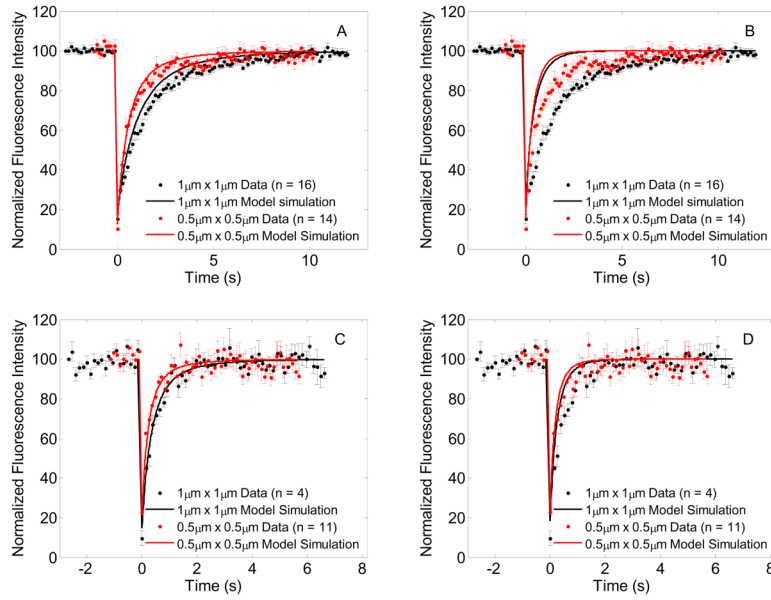 A
120
100
80
60
40
20
0
Normalized Fluorescence Intensity
1μm x 1μm Data (n = 16)
1μm x 1μm Model simulation
0.5μm x 0.5μm Data (n = 14)
0.5μm x 0.5μm Model Simulation
0 5 10
Time (s)
B
120
100
80
60
40
20
0
Normalized Fluorescence Intensity
1μm x 1μm Data (n = 16)
1μm x 1μm Model simulation
0.5μm x 0.5μm Data (n = 14)
0.5μm x 0.5μm Model Simulation
0 5 10
Time (s)
C
120
100
80
60
40
20
0
Normalized Fluorescence Intensity
1μm x 1μm Data (n = 4)
1μm x 1μm Model Simulation
0.5μm x 0.5μm Data (n = 11)
0.5μm x 0.5μm Model Simulation
-2 0 2 4 6 8
Time (s)
D
120
100
80
60
40
20
0
Normalized Fluorescence Intensity
1μm x 1μm Data (n = 4)
1μm x 1μm Model Simulation
0.5μm x 0.5μm Data (n = 11)
0.5μm x 0.5μm Model Simulation
-2 0 2 4 6 8
Time (s)